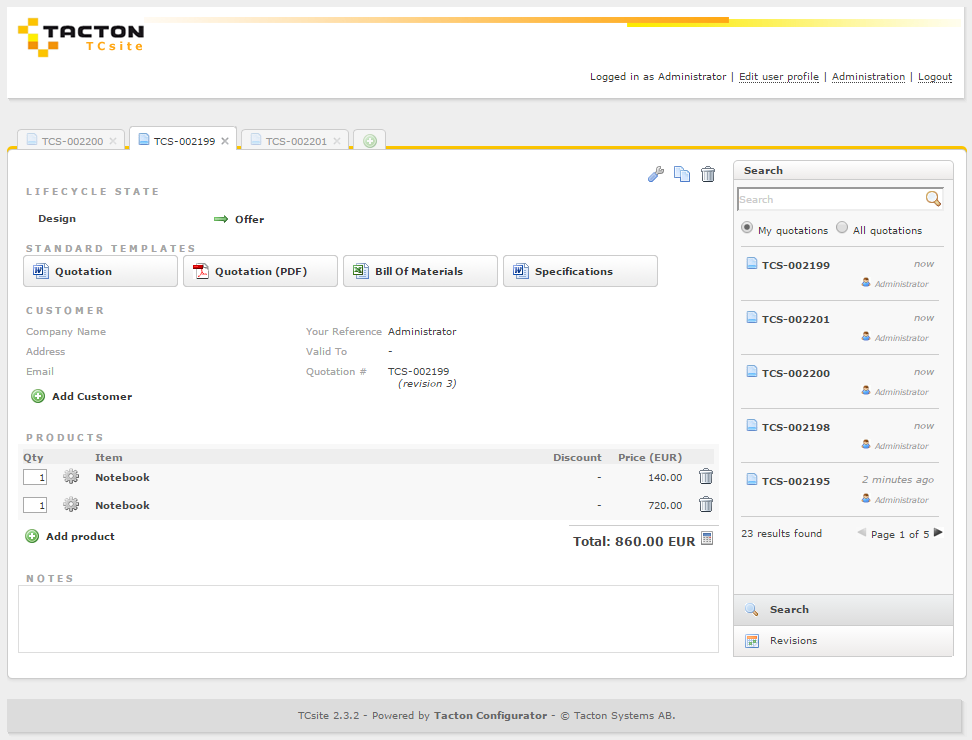 TACTON
TCsite
Logged in as Administrator | Edit user profile | Administration | Logout
TCS-002200 TCS-002199 TCS-002201
LIFECYCLE STATE
Design Offer
STANDARD TEMPLATES
Quotation Quotation (PDF) Bill Of Materials Specifications
CUSTOMER
Company Name Your Reference Administrator
Address Valid To -
Email Quotation # TCS-002199
(revision 3)
Add Customer
PRODUCTS
Qty Item Discount Price (EUR)
1 Notebook - 140.00
1 Notebook - 720.00
Add product
Total: 860.00 EUR
NOTES
Search
Search
My quotations All quotations
TCS-002199 now
Administrator
TCS-002201 now
Administrator
TCS-002200 now
Administrator
TCS-002198 now
Administrator
TCS-002195 2 minutes ago
Administrator
23 results found Page 1 of 5
Search
Revisions
TCsite 2.3.2 - Powered by Tacton Configurator - © Tacton Systems AB.